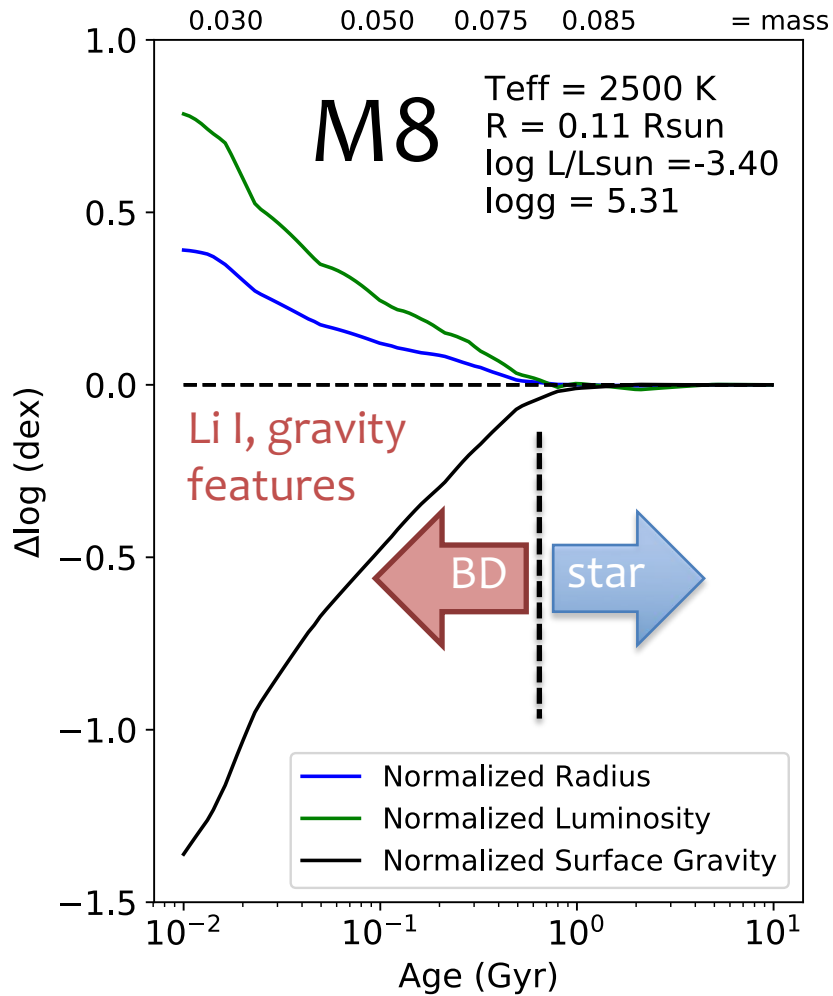 0.030 0.050 0.075 0.085 = mass
1.0
M8
Teff = 2500 K
R = 0.11 Rsun
log L/Lsun =-3.40
logg = 5.31
0.5
0.0
Li I, gravity
features
Δlog (dex)
−0.5
BD
star
−1.0
Normalized Radius
Normalized Luminosity
Normalized Surface Gravity
−1.5
10⁻² 10⁻¹ 10⁰ 10¹
Age (Gyr)